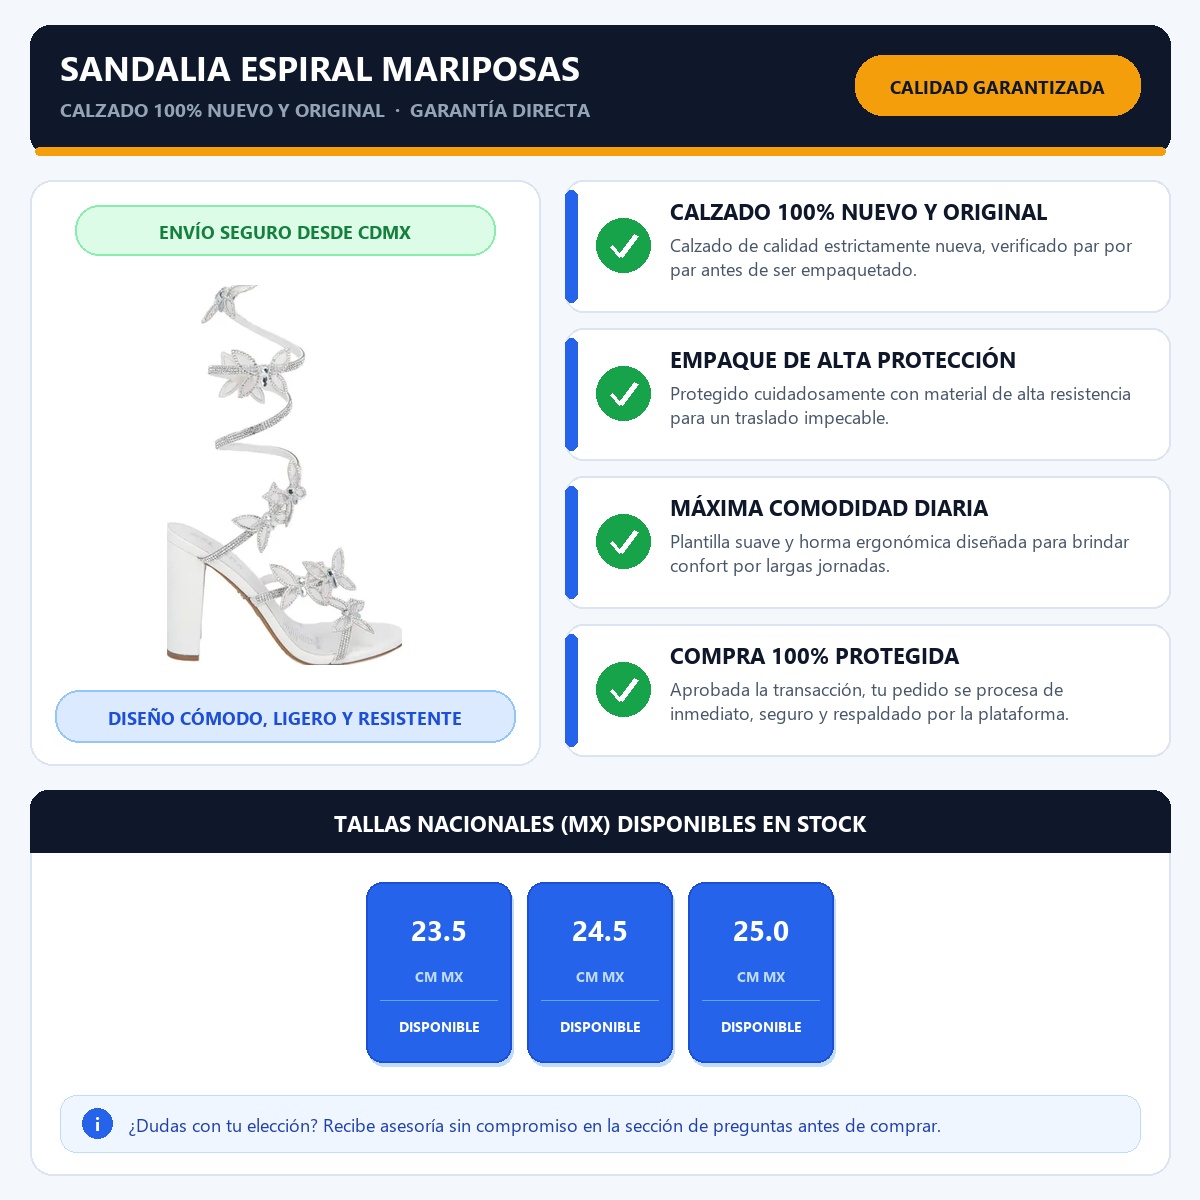 SANDALIA ESPIRAL MARIPOSAS
CALZADO 100% NUEVO Y ORIGINAL · GARANTÍA DIRECTA
CALIDAD GARANTIZADA
ENVÍO SEGURO DESDE CDMX
DISEÑO CÓMODO, LIGERO Y RESISTENTE
CALZADO 100% NUEVO Y ORIGINAL
Calzado de calidad estrictamente nueva, verificado par por
par antes de ser empaquetado.
EMPAQUE DE ALTA PROTECCIÓN
Protegido cuidadosamente con material de alta resistencia
para un traslado impecable.
MÁXIMA COMODIDAD DIARIA
Plantilla suave y horma ergonómica diseñada para brindar
confort por largas jornadas.
COMPRA 100% PROTEGIDA
Aprobada la transacción, tu pedido se procesa de
inmediato, seguro y respaldado por la plataforma.
TALLAS NACIONALES (MX) DISPONIBLES EN STOCK
23.5
CM MX
DISPONIBLE
24.5
CM MX
DISPONIBLE
25.0
CM MX
DISPONIBLE
¿Dudas con tu elección? Recibe asesoría sin compromiso en la sección de preguntas antes de comprar.